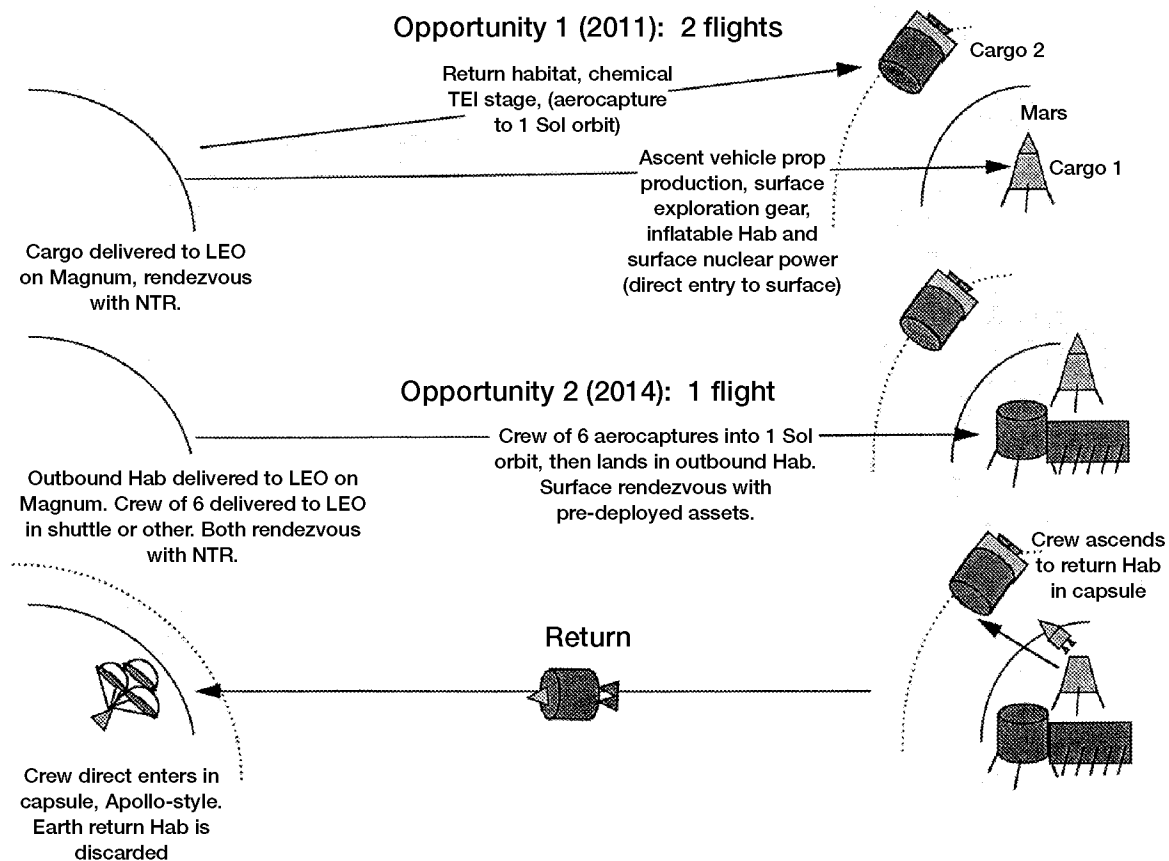 Opportunity 1 (2011): 2 flights
Return habitat, chemical
TEI stage, (aerocapture
to 1 Sol orbit)
Cargo 2
Mars
Cargo 1
Ascent vehicle prop
production, surface
exploration gear,
inflatable Hab and
surface nuclear power
(direct entry to surface)
Cargo delivered to LEO
on Magnum, rendezvous
with NTR.
Opportunity 2 (2014): 1 flight
Crew of 6 aerocaptures into 1 Sol
orbit, then lands in outbound Hab.
Surface rendezvous with
pre-deployed assets.
Outbound Hab delivered to LEO on
Magnum. Crew of 6 delivered to LEO
in shuttle or other. Both rendezvous
with NTR.
Crew ascends
to return Hab
in capsule
Return
Crew direct enters in
capsule, Apollo-style.
Earth return Hab is
discarded